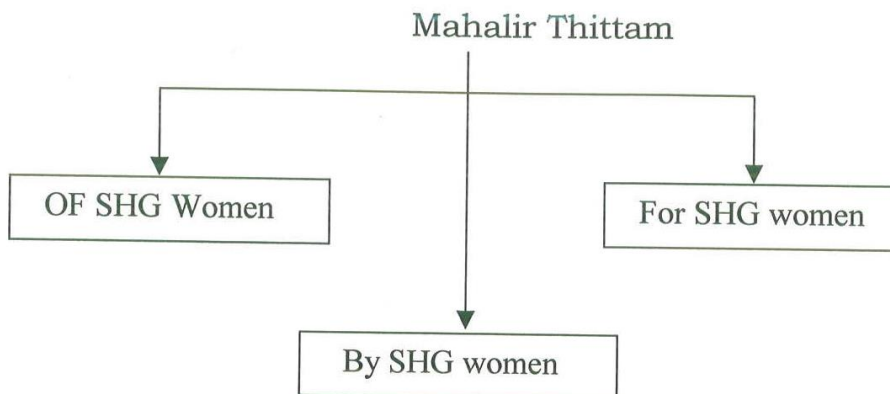 Mahalir Thittam
OF SHG Women
For SHG women
By SHG women